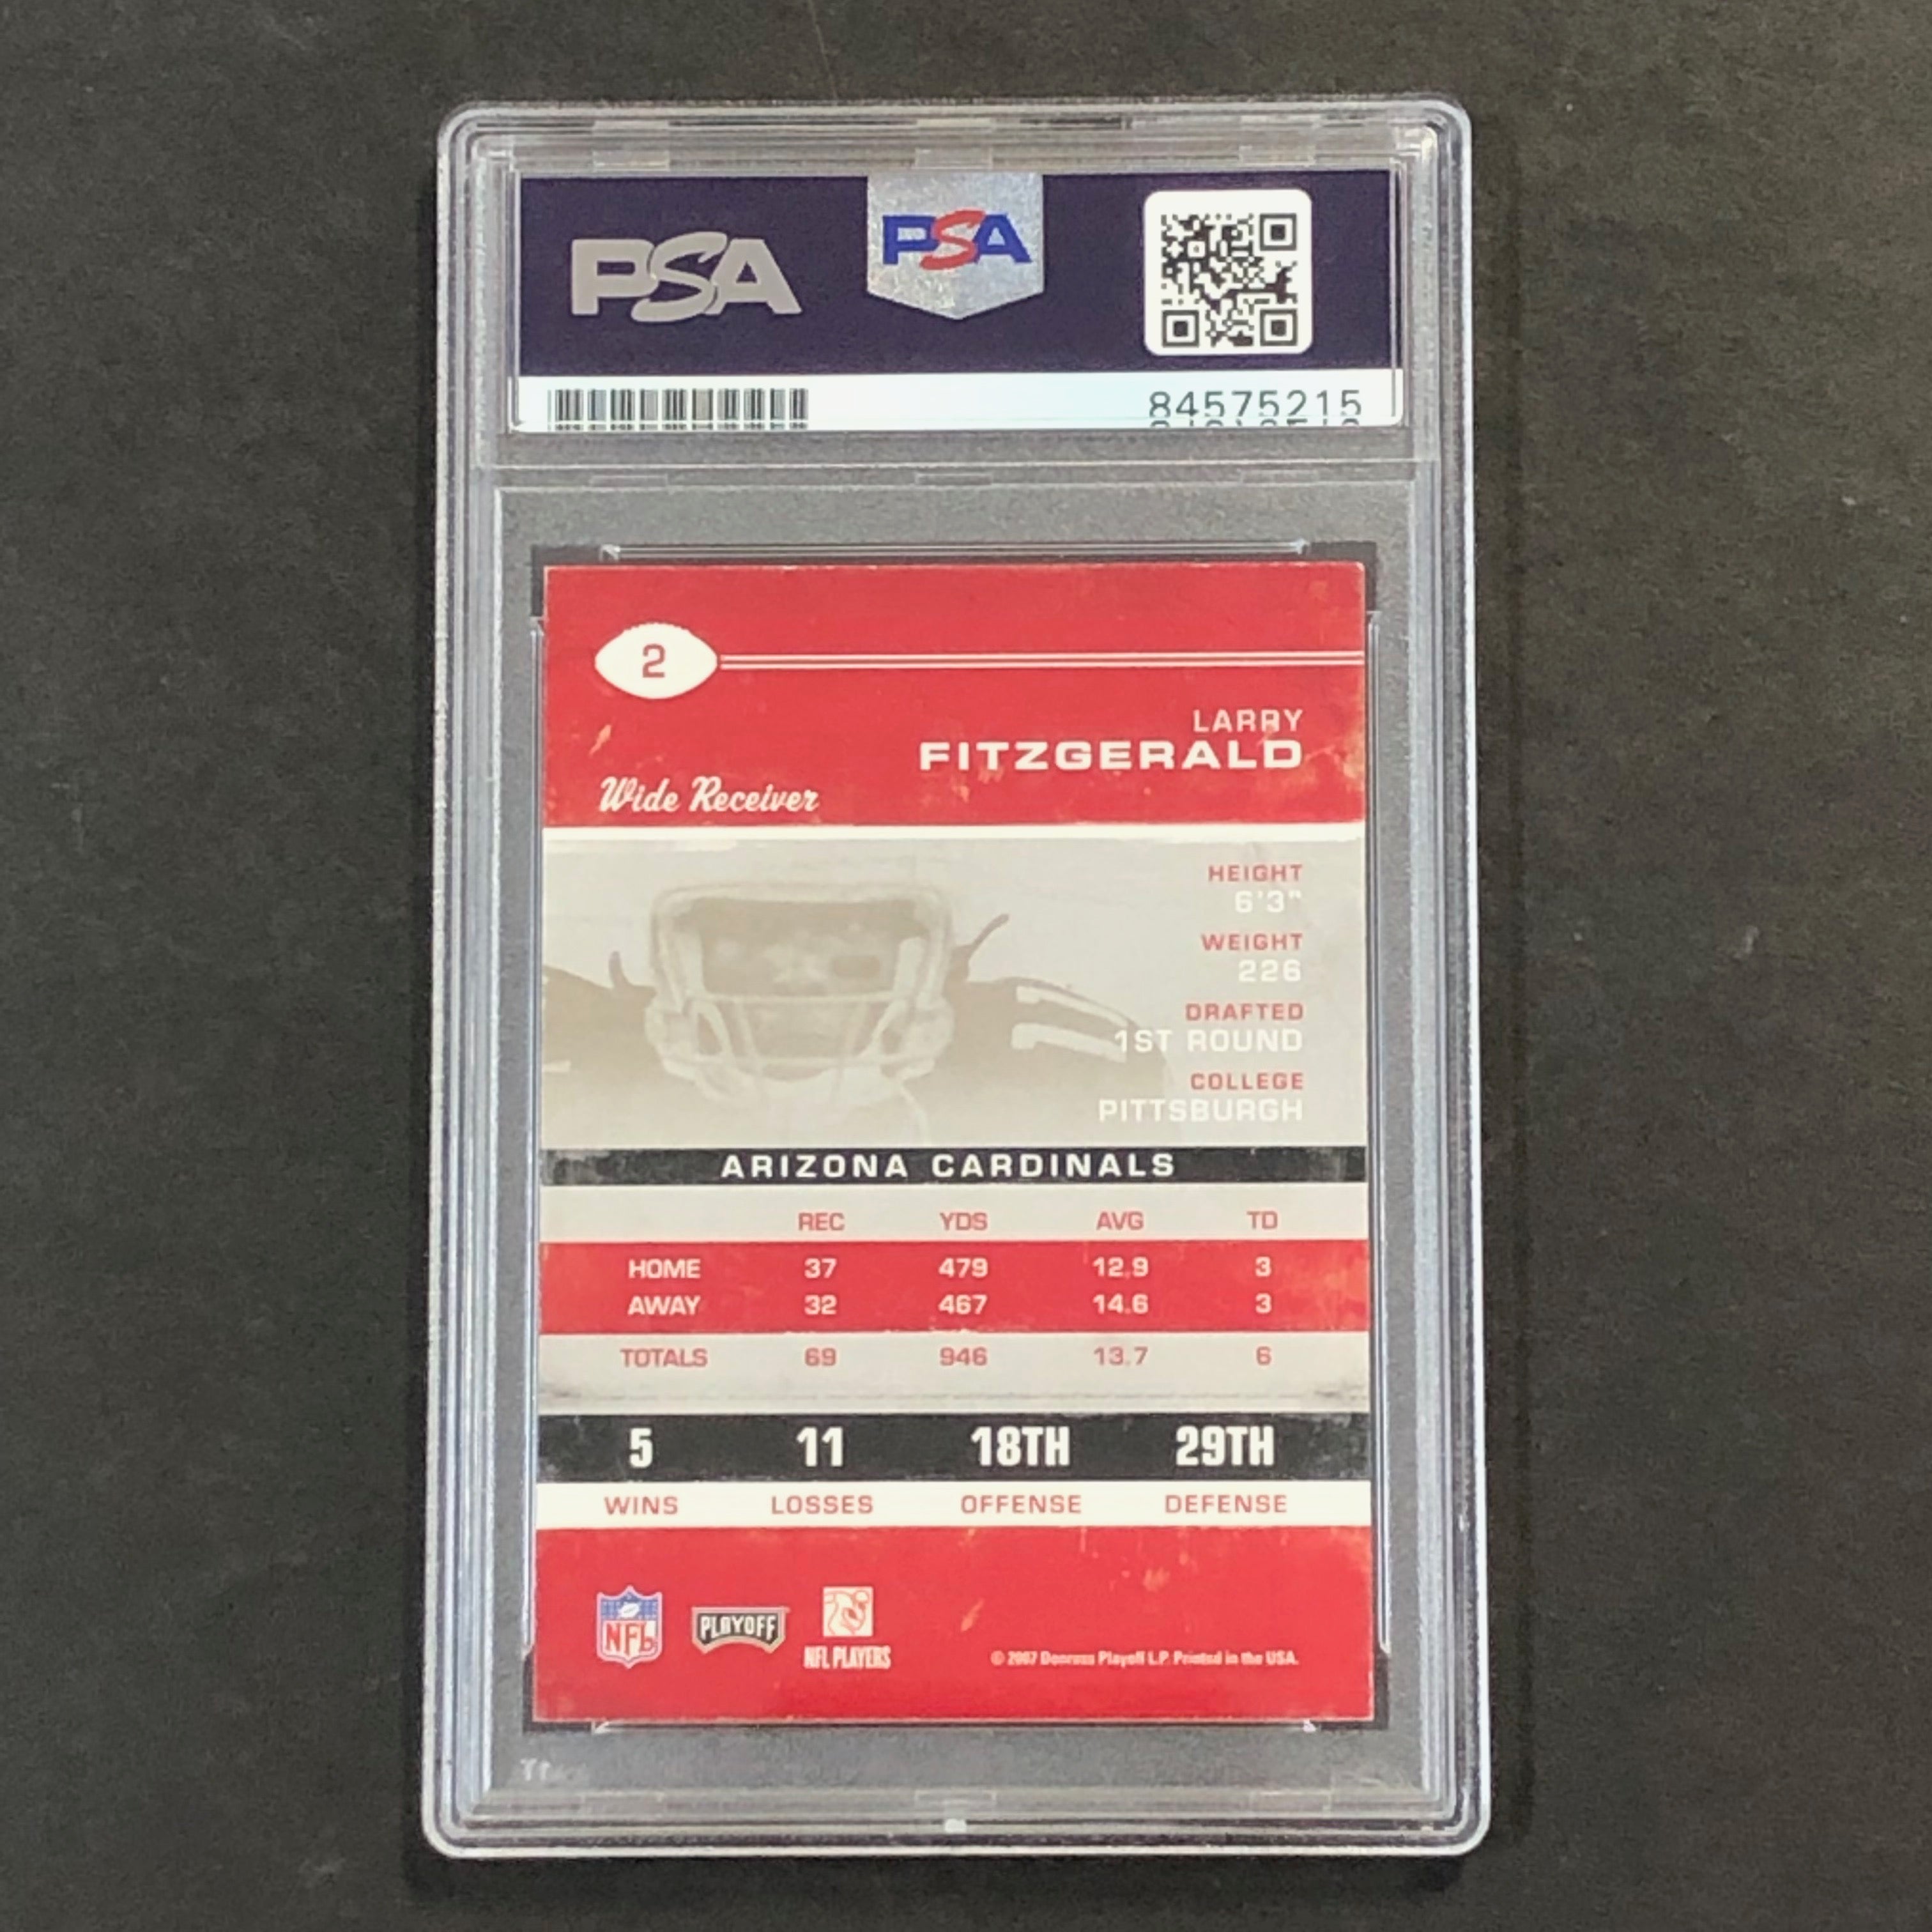 PSA PSA
84575215
2
LARRY
FITZGERALD
Wide Receiver
HEIGHT
6'3"
WEIGHT
226
DRAFTED
1ST ROUND
COLLEGE
PITTSBURGH
ARIZONA CARDINALS
REC YDS AVG TD
HOME 37 479 12.9 3
AWAY 32 467 14.6 3
TOTALS 69 946 13.7 6
5 11 18TH 29TH
WINS LOSSES OFFENSE DEFENSE
NFL PLAYOFF NFL PLAYERS
© 2007 Donruss Playoff L.P. Printed in the USA.